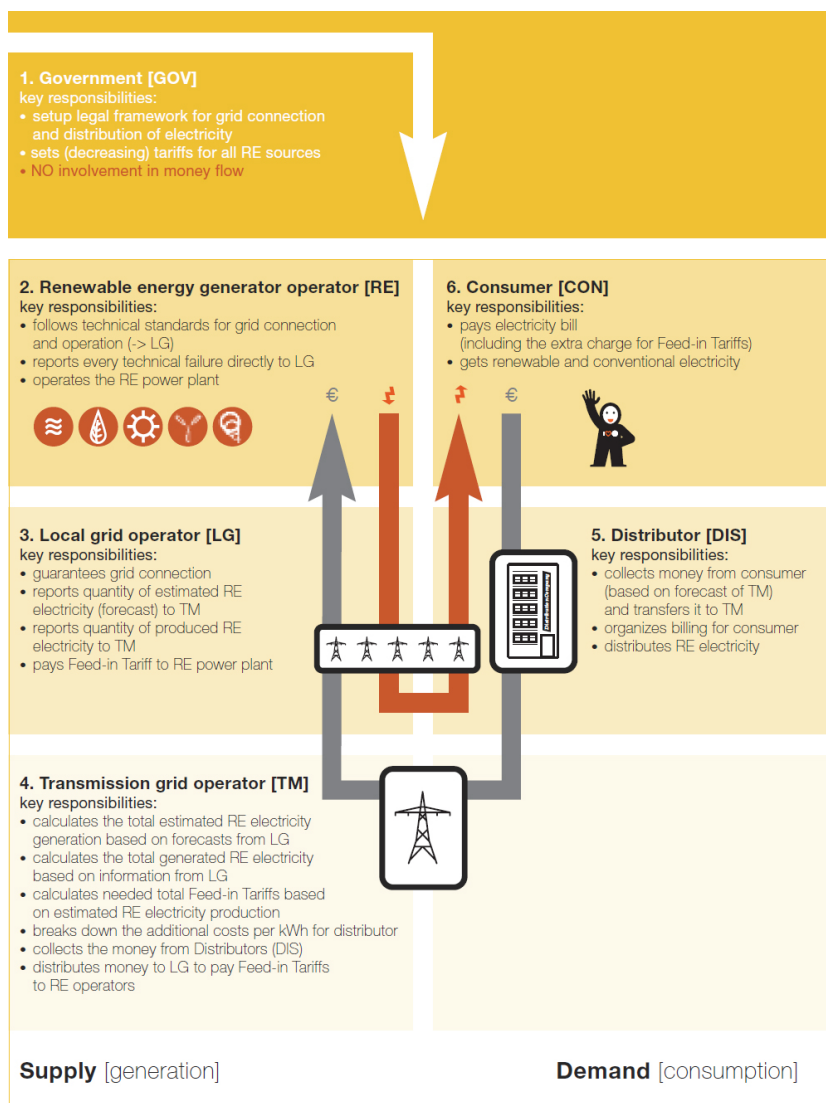 1. Government [GOV]
key responsibilities:
• setup legal framework for grid connection
and distribution of electricity
• sets (decreasing) tariffs for all RE sources
• NO involvement in money flow
2. Renewable energy generator operator [RE]
key responsibilities:
• follows technical standards for grid connection
and operation (-> LG)
• reports every technical failure directly to LG
• operates the RE power plant
6. Consumer [CON]
key responsibilities:
• pays electricity bill
(including the extra charge for Feed-in Tariffs)
• gets renewable and conventional electricity
€
€
3. Local grid operator [LG]
key responsibilities:
• guarantees grid connection
• reports quantity of estimated RE
electricity (forecast) to TM
• reports quantity of produced RE
electricity to TM
• pays Feed-in Tariff to RE power plant
5. Distributor [DIS]
key responsibilities:
• collects money from consumer
(based on forecast of TM)
and transfers it to TM
• organizes billing for consumer
• distributes RE electricity
4. Transmission grid operator [TM]
key responsibilities:
• calculates the total estimated RE electricity
generation based on forecasts from LG
• calculates the total generated RE electricity
based on information from LG
• calculates needed total Feed-in Tariffs based
on estimated RE electricity production
• breaks down the additional costs per kWh for distributor
• collects the money from Distributors (DIS)
• distributes money to LG to pay Feed-in Tariffs
to RE operators
Supply [generation]
Demand [consumption]